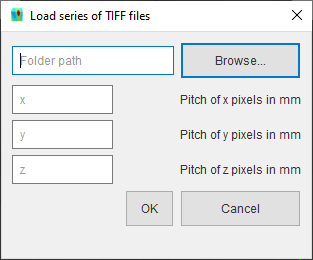 Load series of TIFF files
Folder path
Browse...
x
Pitch of x pixels in mm
y
Pitch of y pixels in mm
z
Pitch of z pixels in mm
OK
Cancel